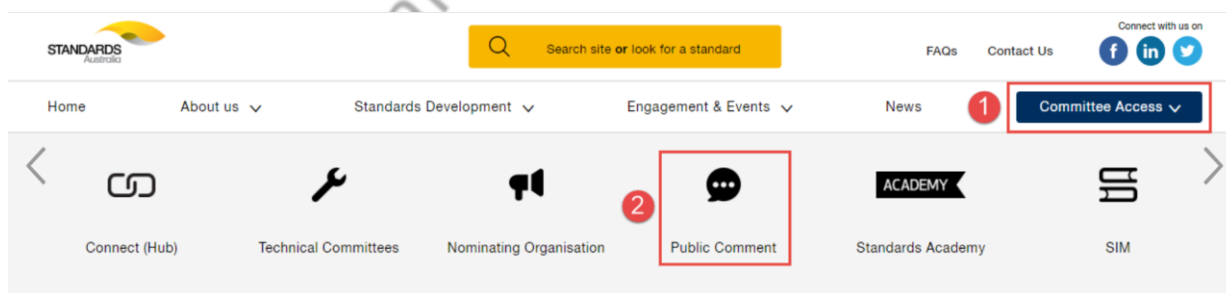 Connect with us on
STANDARDS
Australia
Search site or look for a standard
FAQs
Contact Us
f
in
Home
About us
Standards Development
Engagement & Events
News
1
Committee Access
2
ACADEMY
Connect (Hub)
Technical Committees
Nominating Organisation
Public Comment
Standards Academy
SIM